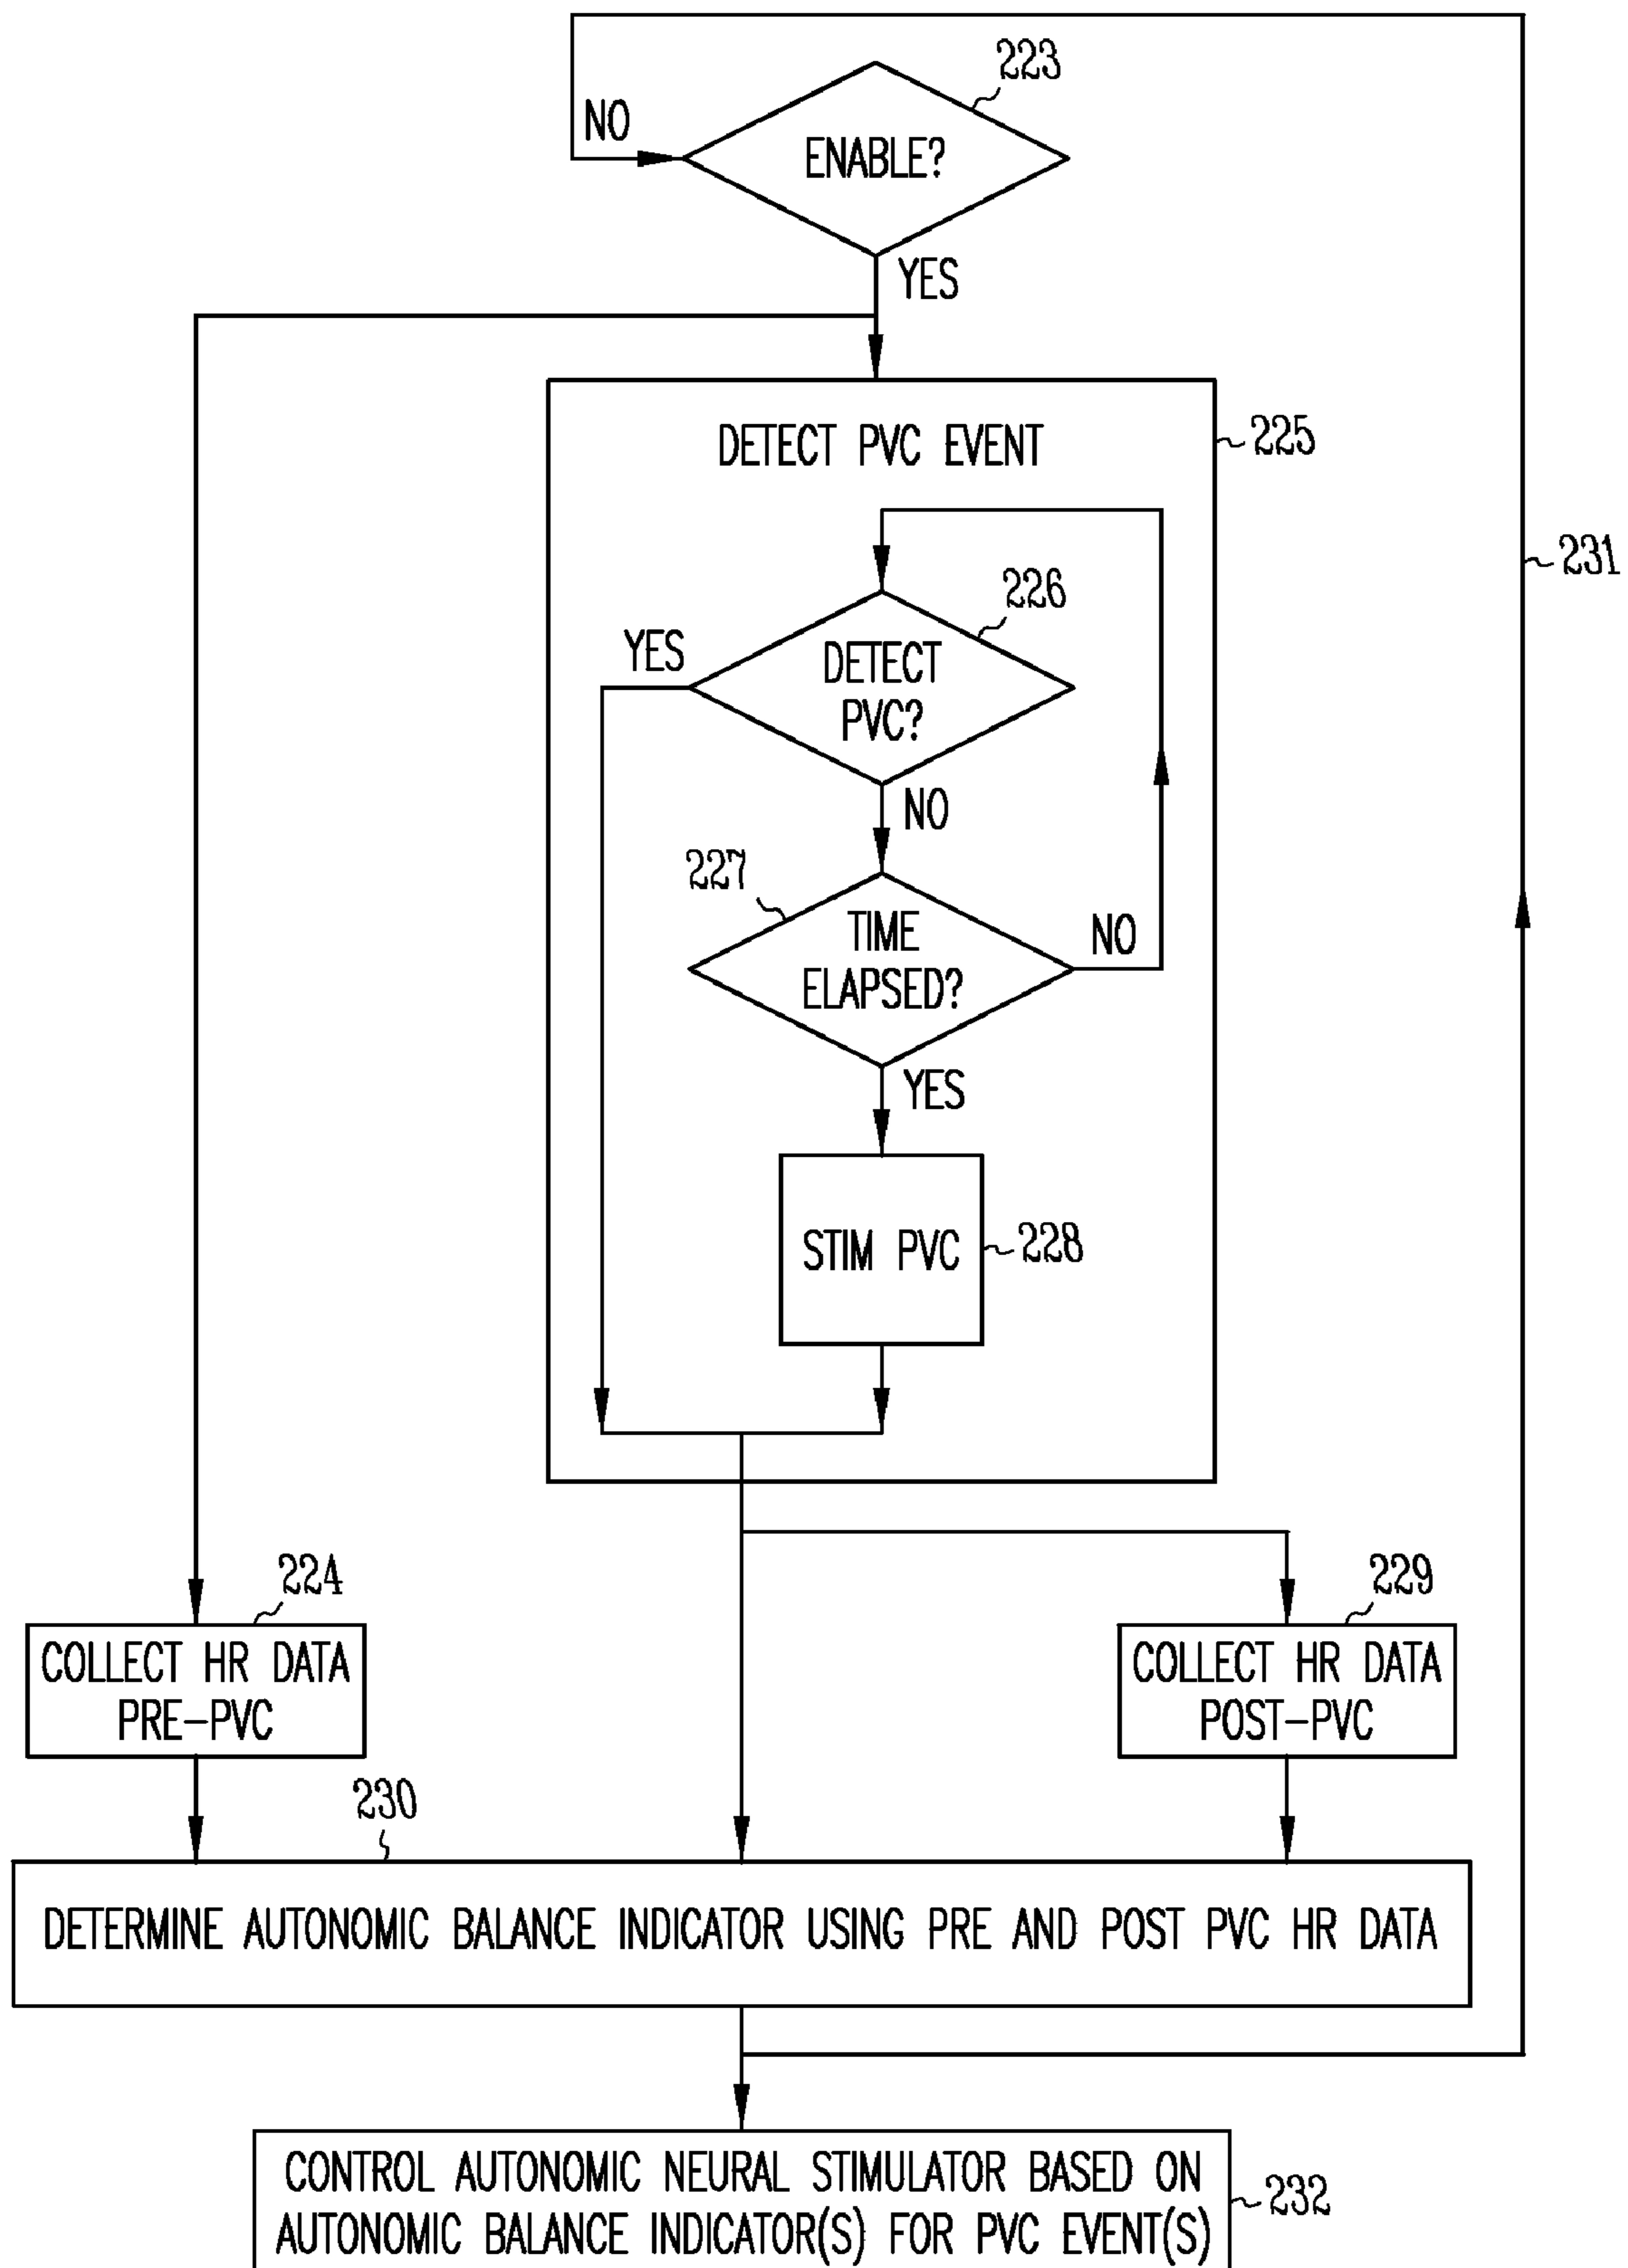 223
NO
ENABLE?
YES
DETECT PVC EVENT
225
231
226
YES
DETECT
PVC?
NO
227
TIME
ELAPSED?
NO
YES
STIM PVC
228
224
229
COLLECT HR DATA
PRE-PVC
COLLECT HR DATA
POST-PVC
230
DETERMINE AUTONOMIC BALANCE INDICATOR USING PRE AND POST PVC HR DATA
CONTROL AUTONOMIC NEURAL STIMULATOR BASED ON
AUTONOMIC BALANCE INDICATOR(S) FOR PVC EVENT(S)
232